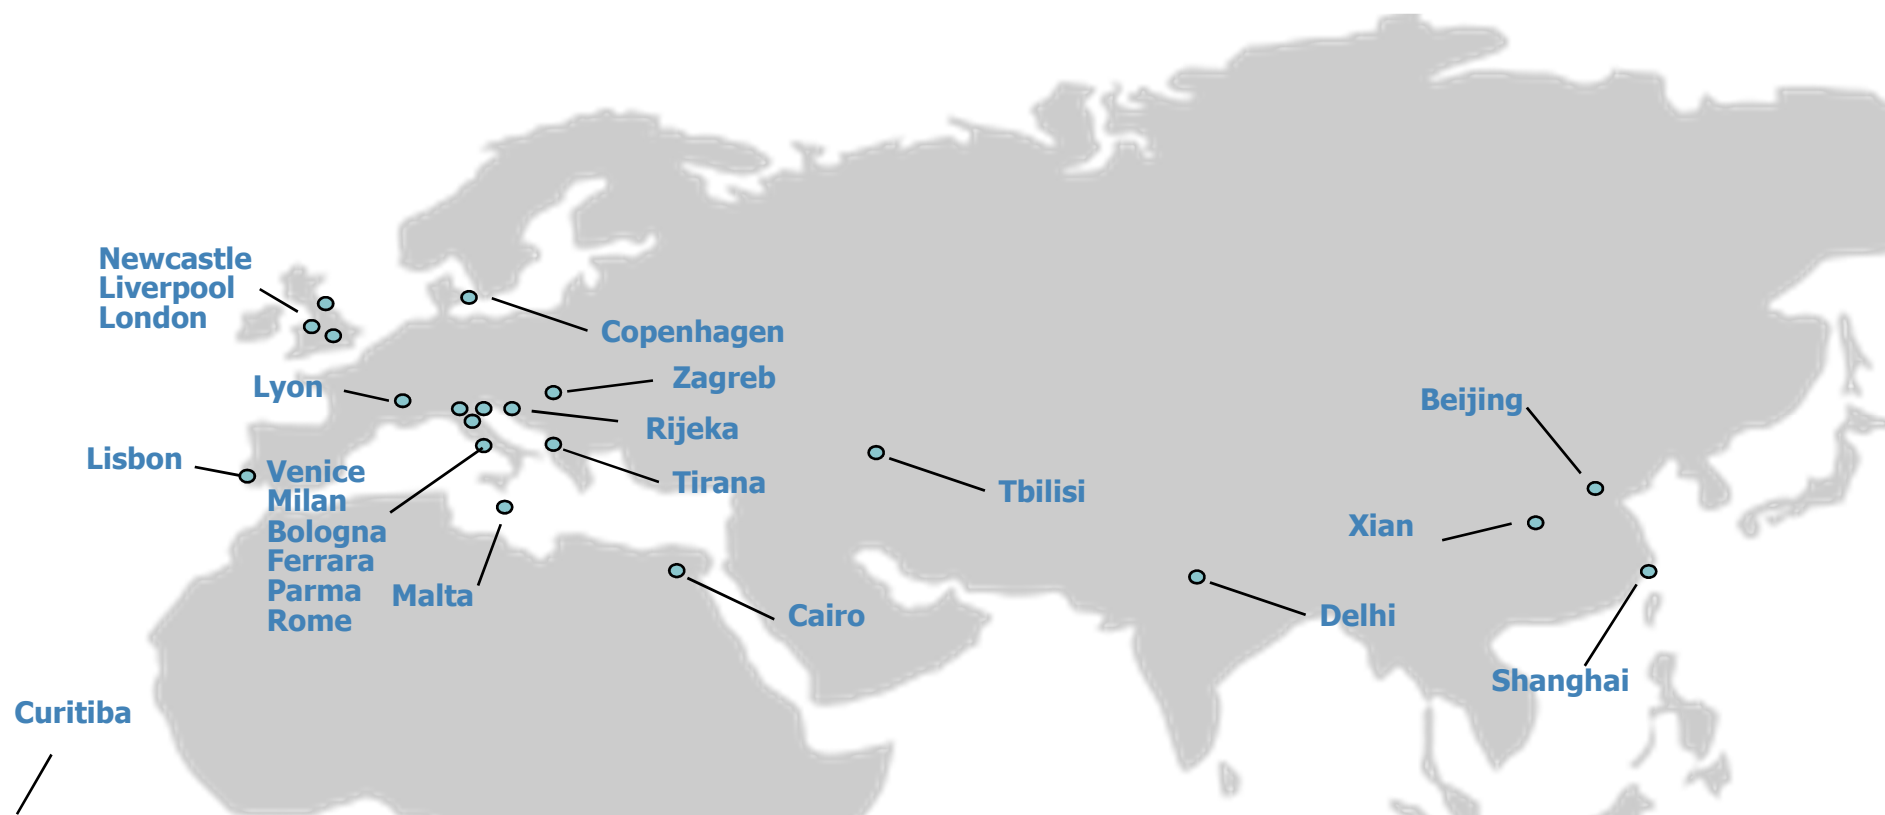 Newcastle
Liverpool
London
Copenhagen
Zagreb
Lyon
Rijeka
Beijing
Lisbon
Venice
Milan
Bologna
Ferrara
Parma
Rome
Tirana
Tbilisi
Xian
Malta
Cairo
Delhi
Shanghai
Curitiba